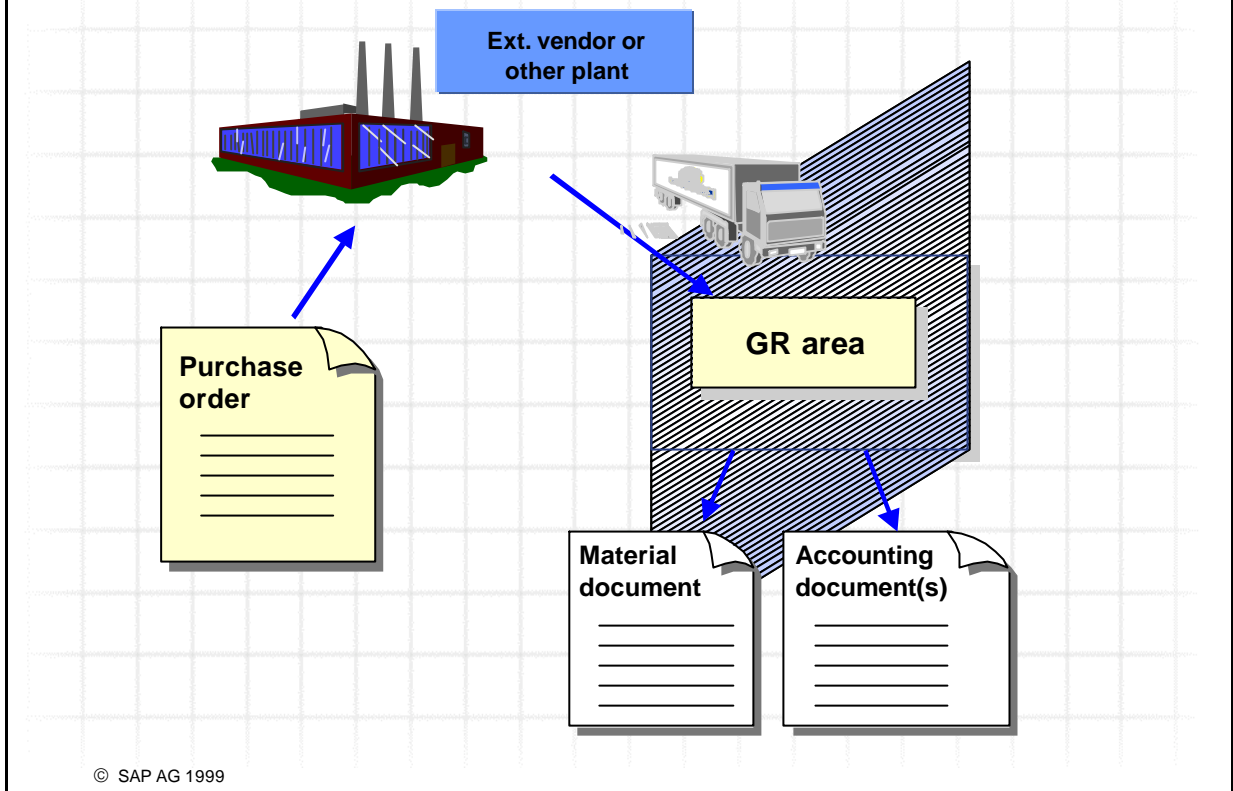 Ext. vendor or
other plant
GR area
Purchase
order
Material
document
Accounting
document(s)
© SAP AG 1999